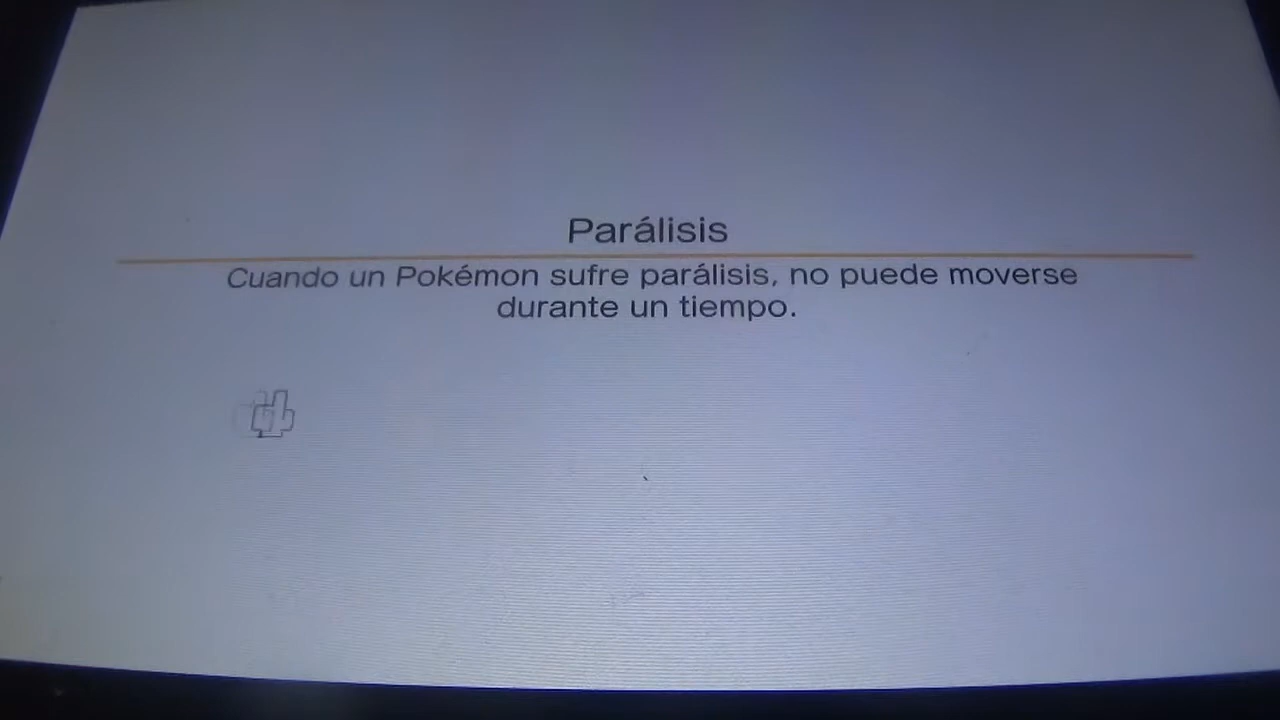 Parálisis
Cuando un Pokémon sufre parálisis, no puede moverse
durante un tiempo.